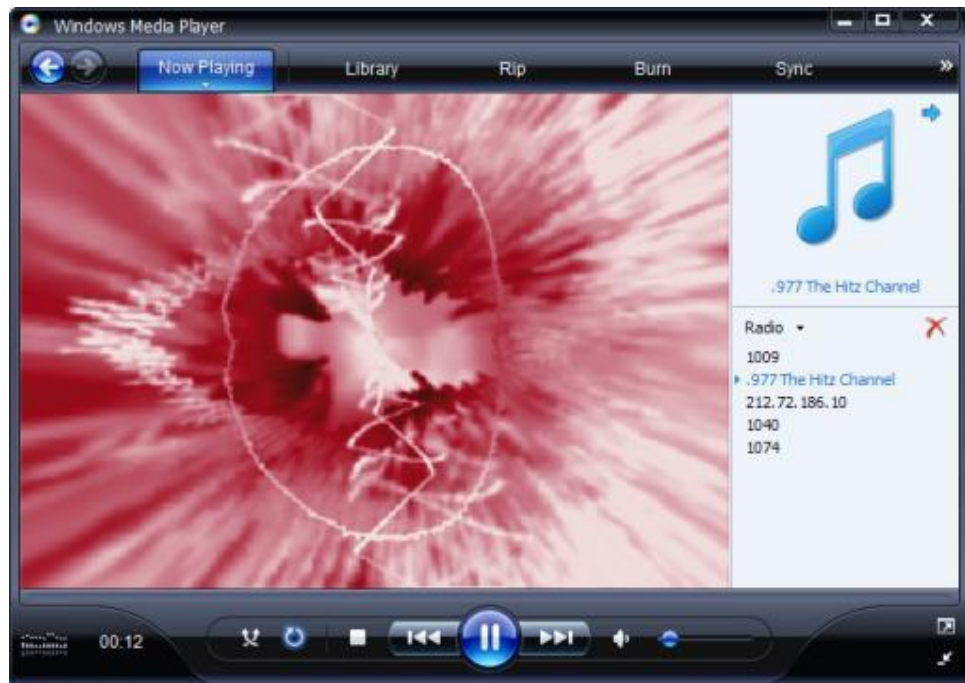 Windows Media Player
Now Playing Library Rip Burn Sync
.977 The Hitz Channel
Radio
1009
.977 The Hitz Channel
212.72.186.10
1040
1074
00:12